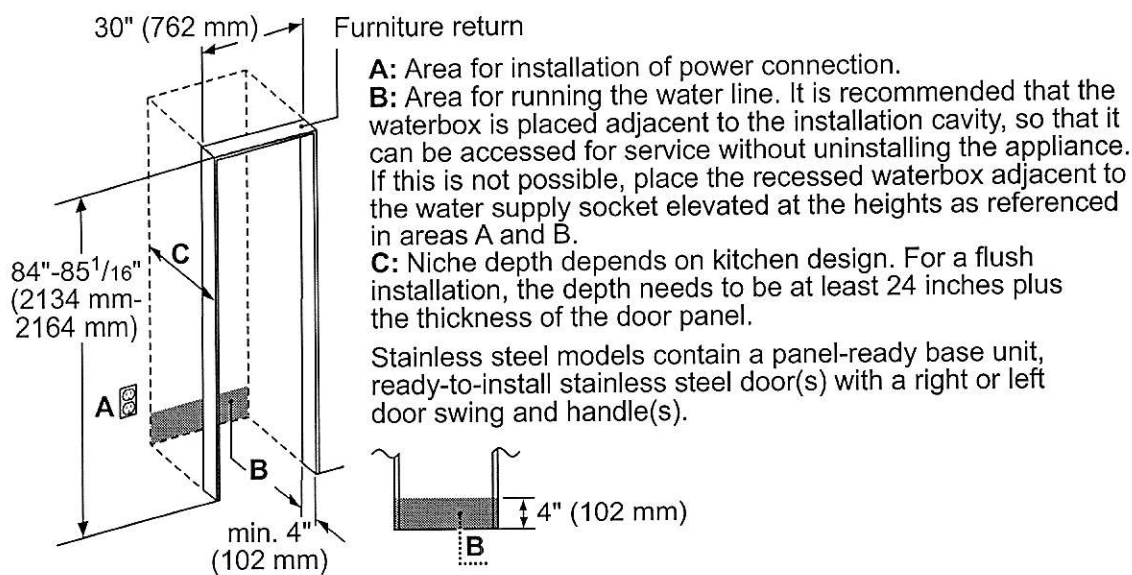 30" (762 mm)
Furniture return
A: Area for installation of power connection.
B: Area for running the water line. It is recommended that the
waterbox is placed adjacent to the installation cavity, so that it
can be accessed for service without uninstalling the appliance.
If this is not possible, place the recessed waterbox adjacent to
the water supply socket elevated at the heights as referenced
in areas A and B.
C: Niche depth depends on kitchen design. For a flush
installation, the depth needs to be at least 24 inches plus
the thickness of the door panel.
Stainless steel models contain a panel-ready base unit,
ready-to-install stainless steel door(s) with a right or left
door swing and handle(s).
C
84"-85 1/16"
(2134 mm-
2164 mm)
A
B
min. 4"
(102 mm)
4" (102 mm)
B